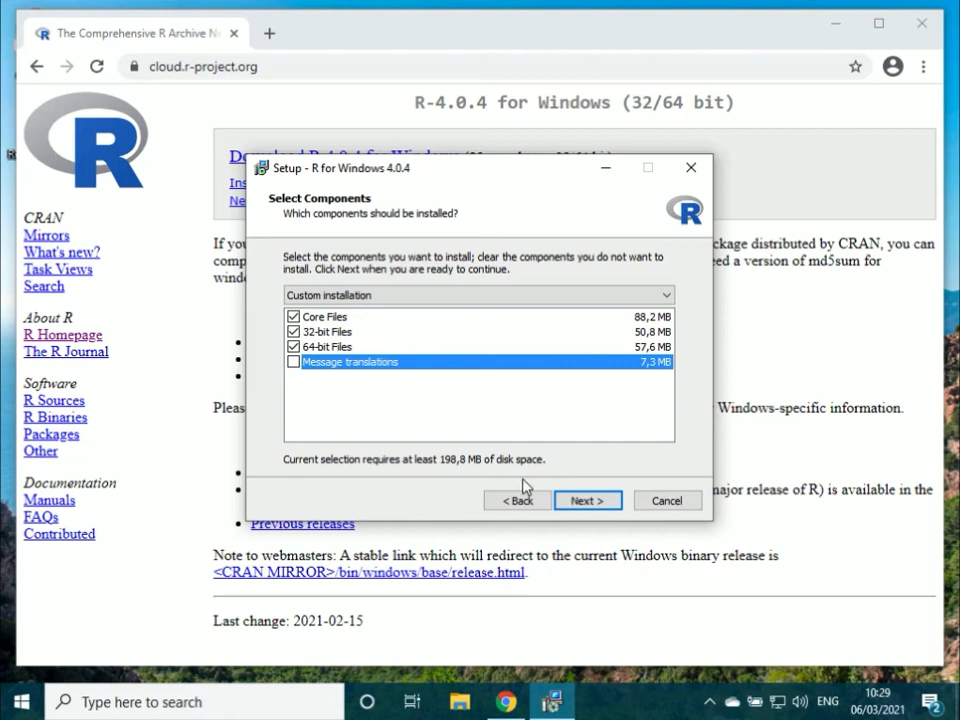 The Comprehensive R Archive N
cloud.r-project.org
R-4.0.4 for Windows (32/64 bit)
R
CRAN
Mirrors
What's new?
Task Views
Search
About R
R Homepage
The R Journal
Software
R Sources
R Binaries
Packages
Other
Documentation
Manuals
FAQs
Contributed
Setup - R for Windows 4.0.4
Select Components
Which components should be installed?
R
Select the components you want to install; clear the components you do not want to
install. Click Next when you are ready to continue.
Custom installation
Core Files 88,2 MB
32-bit Files 50,8 MB
64-bit Files 57,6 MB
Message translations 7,3 MB
Current selection requires at least 198,8 MB of disk space.
< Back Next > Cancel
If you
ckage distributed by CRAN, you can
comp
ed a version of md5sum for
windo
Pleas
Windows-specific information.
major release of R) is available in the
Previous releases
Note to webmasters: A stable link which will redirect to the current Windows binary release is
<CRAN MIRROR>/bin/windows/base/release.html.
Last change: 2021-02-15
Type here to search
ENG
10:29
06/03/2021
2